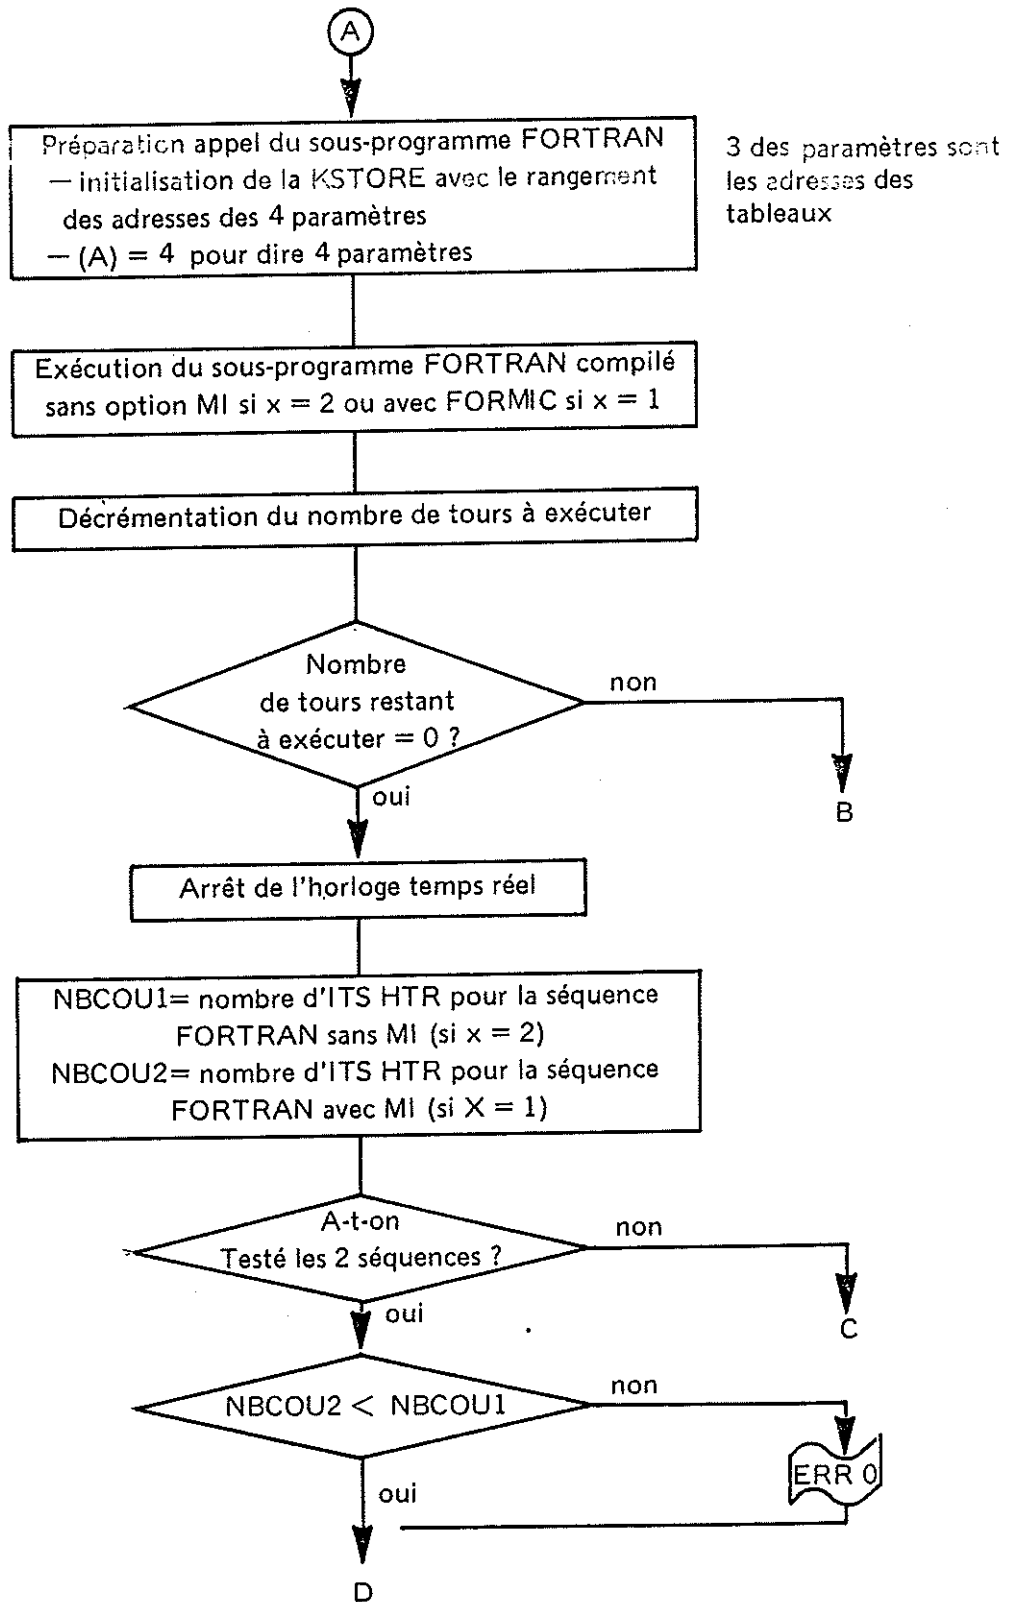 A
Préparation appel du sous-programme FORTRAN
— initialisation de la KSTORE avec le rangement
des adresses des 4 paramètres
— (A) = 4 pour dire 4 paramètres
3 des paramètres sont
les adresses des
tableaux
Exécution du sous-programme FORTRAN compilé
sans option MI si x = 2 ou avec FORMIC si x = 1
Décrémentation du nombre de tours à exécuter
Nombre
de tours restant
à exécuter = 0 ?
non
oui
B
Arrêt de l'horloge temps réel
NBCOU1= nombre d'ITS HTR pour la séquence
FORTRAN sans MI (si x = 2)
NBCOU2= nombre d'ITS HTR pour la séquence
FORTRAN avec MI (si X = 1)
A-t-on
Testé les 2 séquences ?
non
oui
C
NBCOU2 < NBCOU1
non
ERR 0
oui
D